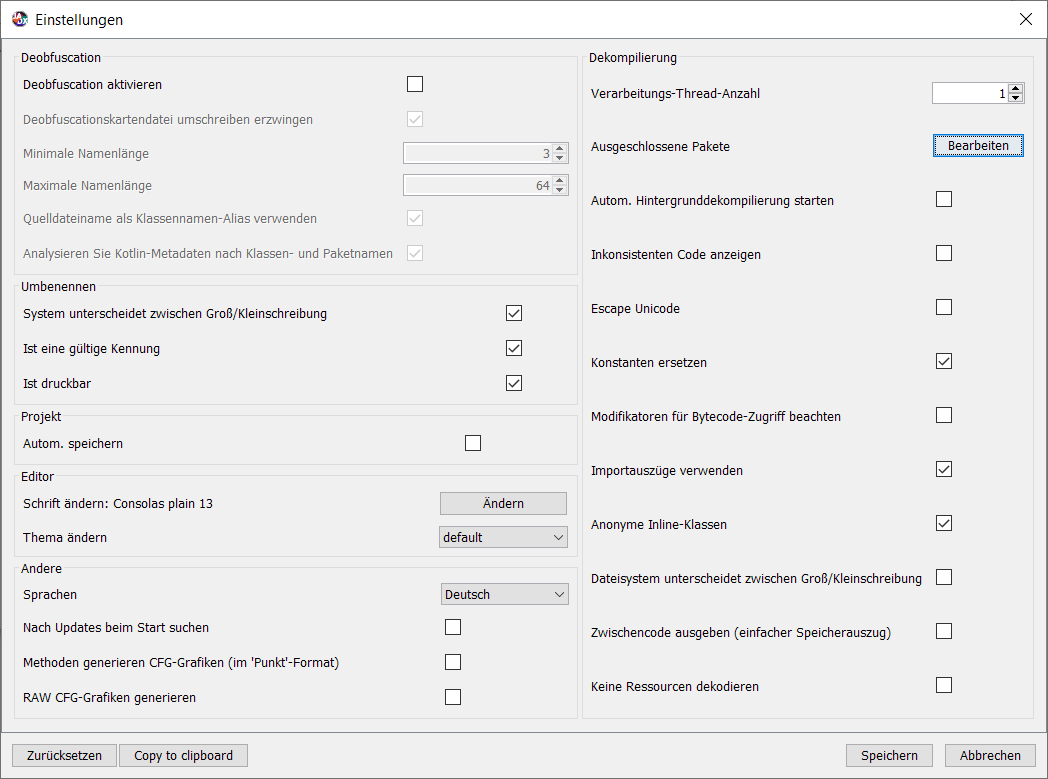 Einstellungen
Deobfuscation
Deobfuscation aktivieren
Deobfuscationskartendatei umschreiben erzwingen
Minimale Namenlänge 3
Maximale Namenlänge 64
Quelldateiname als Klassennamen-Alias verwenden
Analysieren Sie Kotlin-Metadaten nach Klassen- und Paketnamen
Umbenennen
System unterscheidet zwischen Groß/Kleinschreibung
Ist eine gültige Kennung
Ist druckbar
Projekt
Autom. speichern
Editor
Schrift ändern: Consolas plain 13 Ändern
Thema ändern default
Andere
Sprachen Deutsch
Nach Updates beim Start suchen
Methoden generieren CFG-Grafiken (im 'Punkt'-Format)
RAW CFG-Grafiken generieren
Dekompilierung
Verarbeitungs-Thread-Anzahl 1
Ausgeschlossene Pakete Bearbeiten
Autom. Hintergrunddekompilierung starten
Inkonsistenten Code anzeigen
Escape Unicode
Konstanten ersetzen
Modifikatoren für Bytecode-Zugriff beachten
Importauszüge verwenden
Anonyme Inline-Klassen
Dateisystem unterscheidet zwischen Groß/Kleinschreibung
Zwischencode ausgeben (einfacher Speicherauszug)
Keine Ressourcen dekodieren
Zurücksetzen Copy to clipboard Speichern Abbrechen